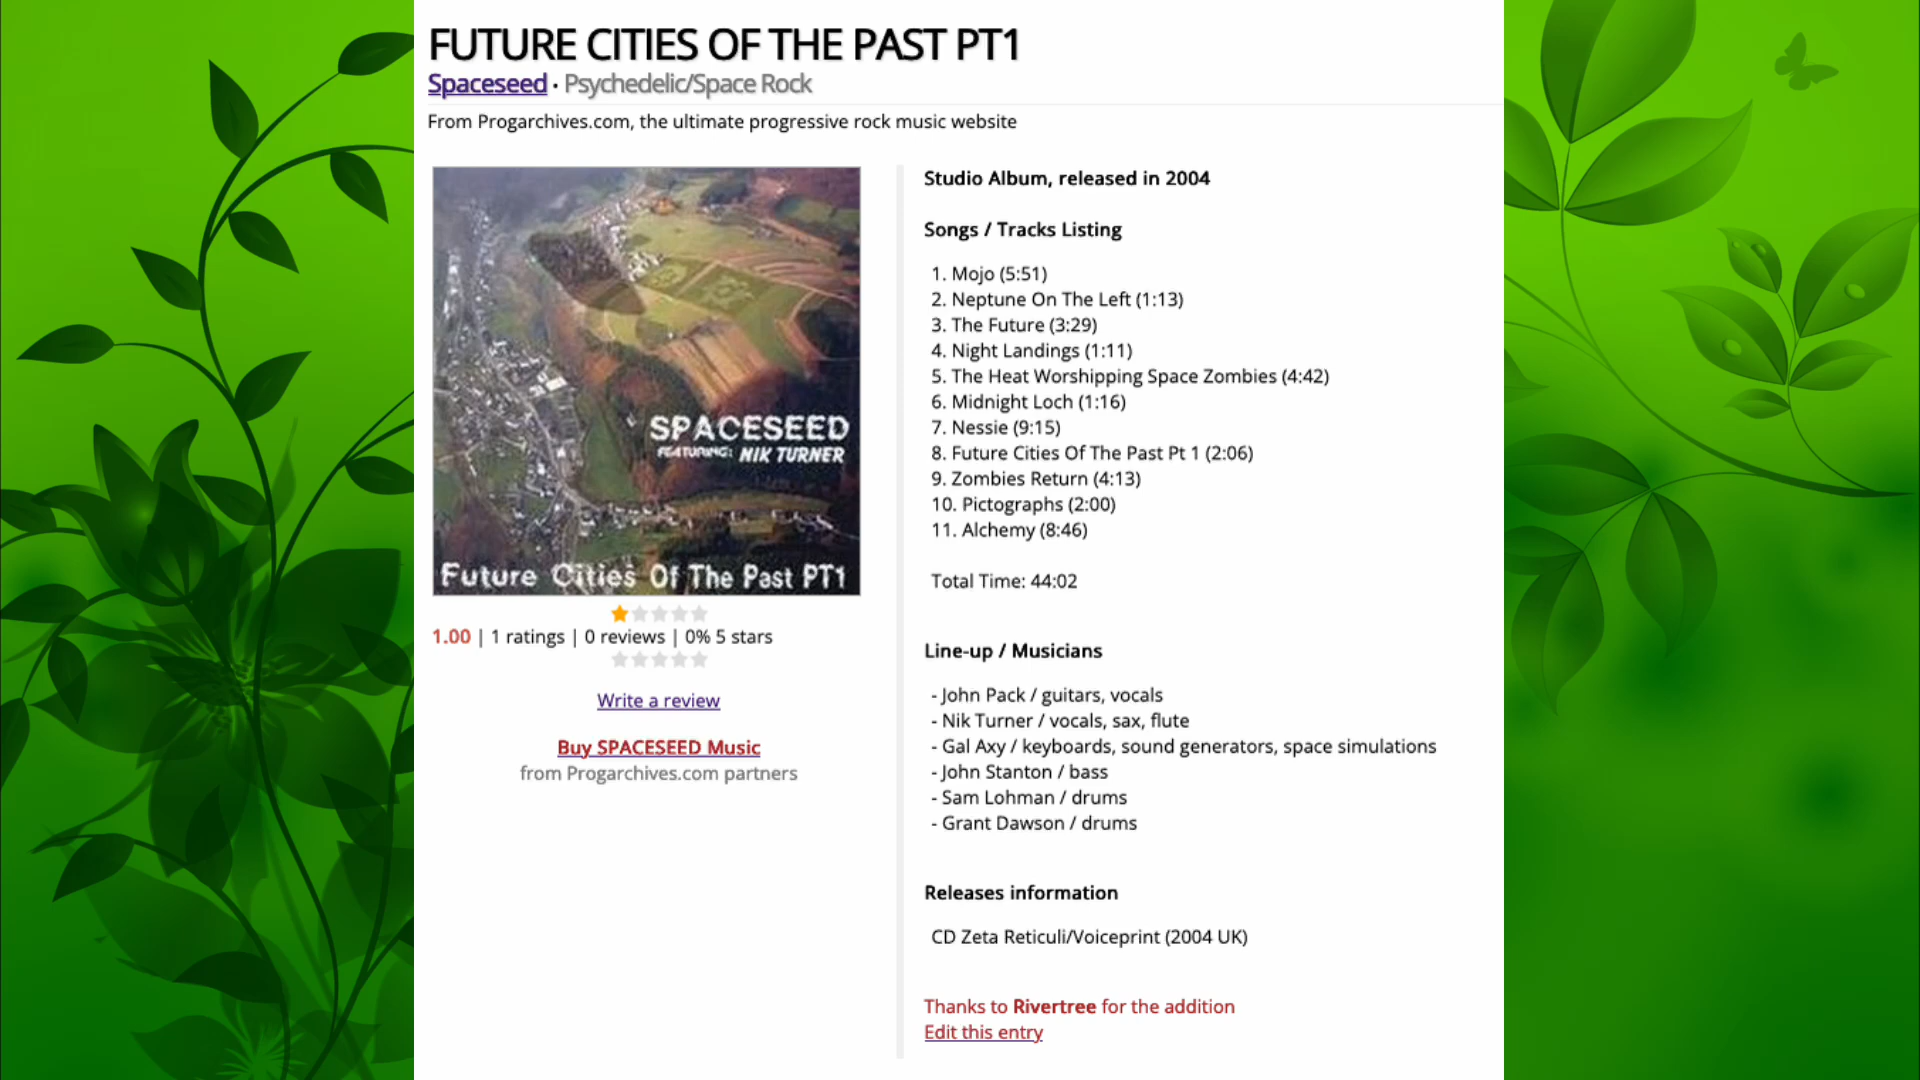 FUTURE CITIES OF THE PAST PT1
Spaceseed • Psychedelic/Space Rock
From Progarchives.com, the ultimate progressive rock music website
SPACESEED
FEATURING: NIK TURNER
Future Cities Of The Past PT1
1.00 | 1 ratings | 0 reviews | 0% 5 stars
Write a review
Buy SPACESEED Music
from Progarchives.com partners
Studio Album, released in 2004
Songs / Tracks Listing
1. Mojo (5:51)
2. Neptune On The Left (1:13)
3. The Future (3:29)
4. Night Landings (1:11)
5. The Heat Worshipping Space Zombies (4:42)
6. Midnight Loch (1:16)
7. Nessie (9:15)
8. Future Cities Of The Past Pt 1 (2:06)
9. Zombies Return (4:13)
10. Pictographs (2:00)
11. Alchemy (8:46)
Total Time: 44:02
Line-up / Musicians
- John Pack / guitars, vocals
- Nik Turner / vocals, sax, flute
- Gal Axy / keyboards, sound generators, space simulations
- John Stanton / bass
- Sam Lohman / drums
- Grant Dawson / drums
Releases information
CD Zeta Reticuli/Voiceprint (2004 UK)
Thanks to Rivertree for the addition
Edit this entry